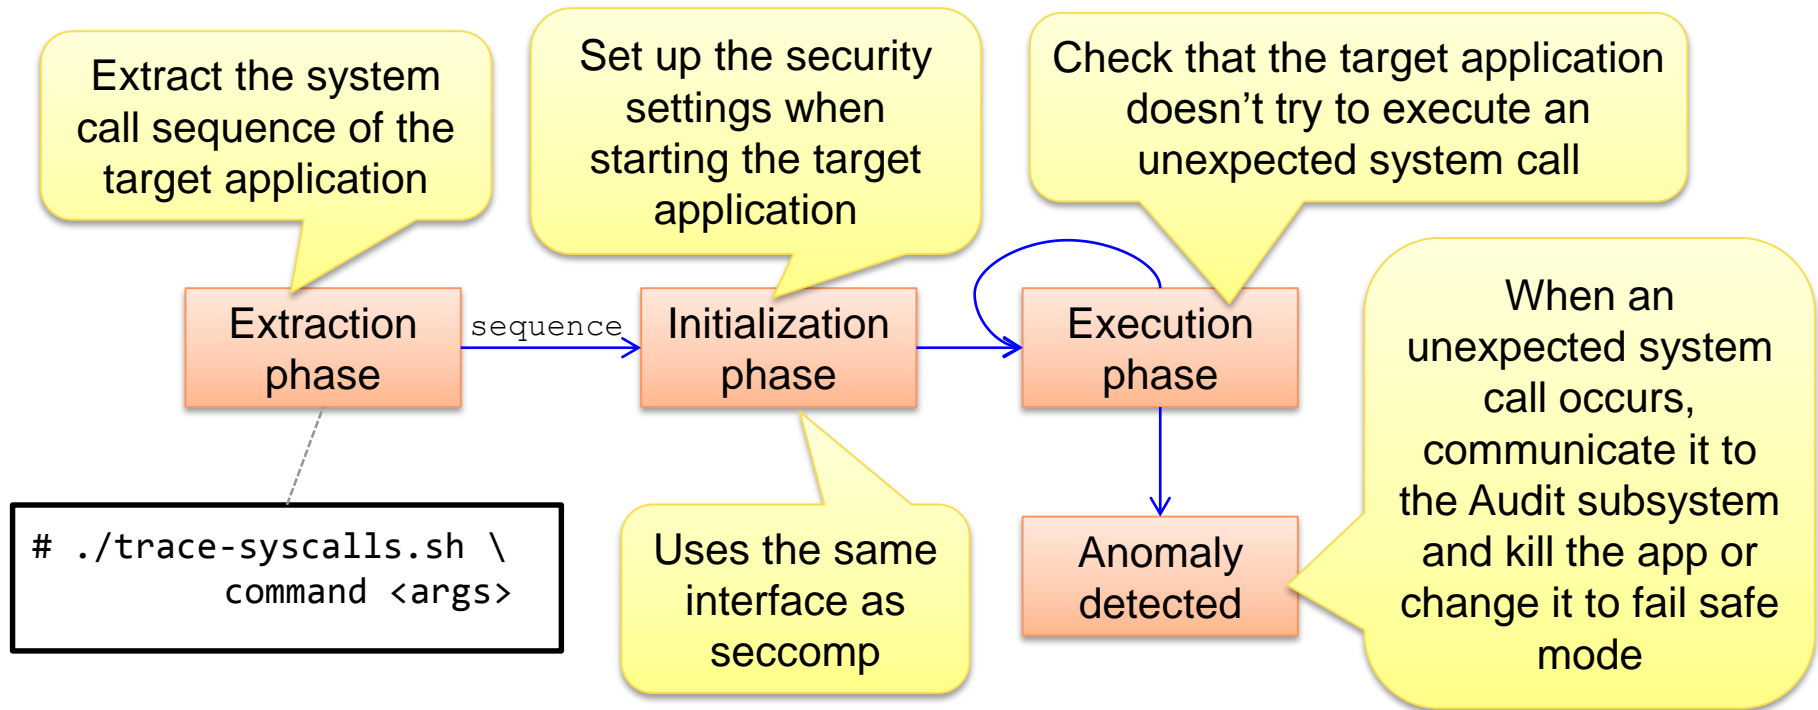 Extract the system
call sequence of the
target application
Set up the security
settings when
starting the target
application
Check that the target application
doesn’t try to execute an
unexpected system call
Extraction
phase
sequence
Initialization
phase
Execution
phase
When an
unexpected system
call occurs,
communicate it to
the Audit subsystem
and kill the app or
change it to fail safe
mode
# ./trace-syscalls.sh \
command <args>
Uses the same
interface as
seccomp
Anomaly
detected